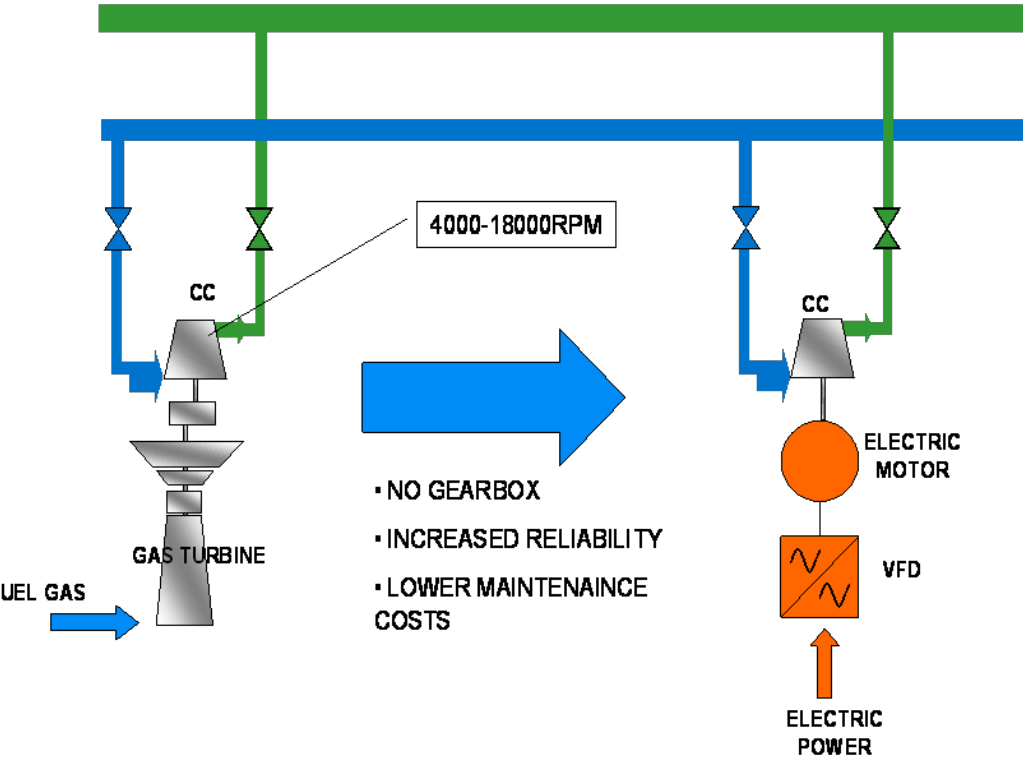 4000-18000RPM
CC
CC
ELECTRIC
MOTOR
▪ NO GEARBOX
▪ INCREASED RELIABILITY
GAS TURBINE
VFD
▪ LOWER MAINTENAINCE
COSTS
UEL GAS
ELECTRIC
POWER